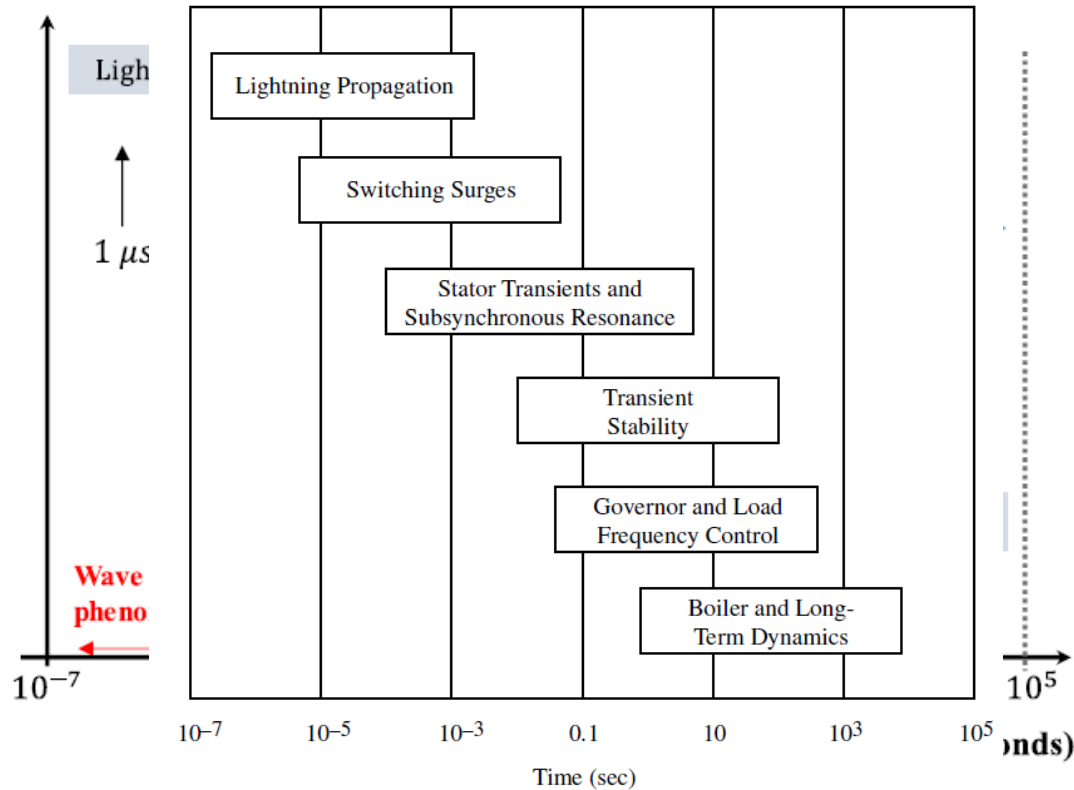 Ligh
Lightning Propagation
Switching Surges
1 μs
Stator Transients and
Subsynchronous Resonance
Transient
Stability
Governor and Load
Frequency Control
Wave
pheno
Boiler and Long-
Term Dynamics
10⁻⁷
10⁵
10⁻⁷ 10⁻⁵ 10⁻³ 0.1 10 10³ 10⁵
onds)
Time (sec)